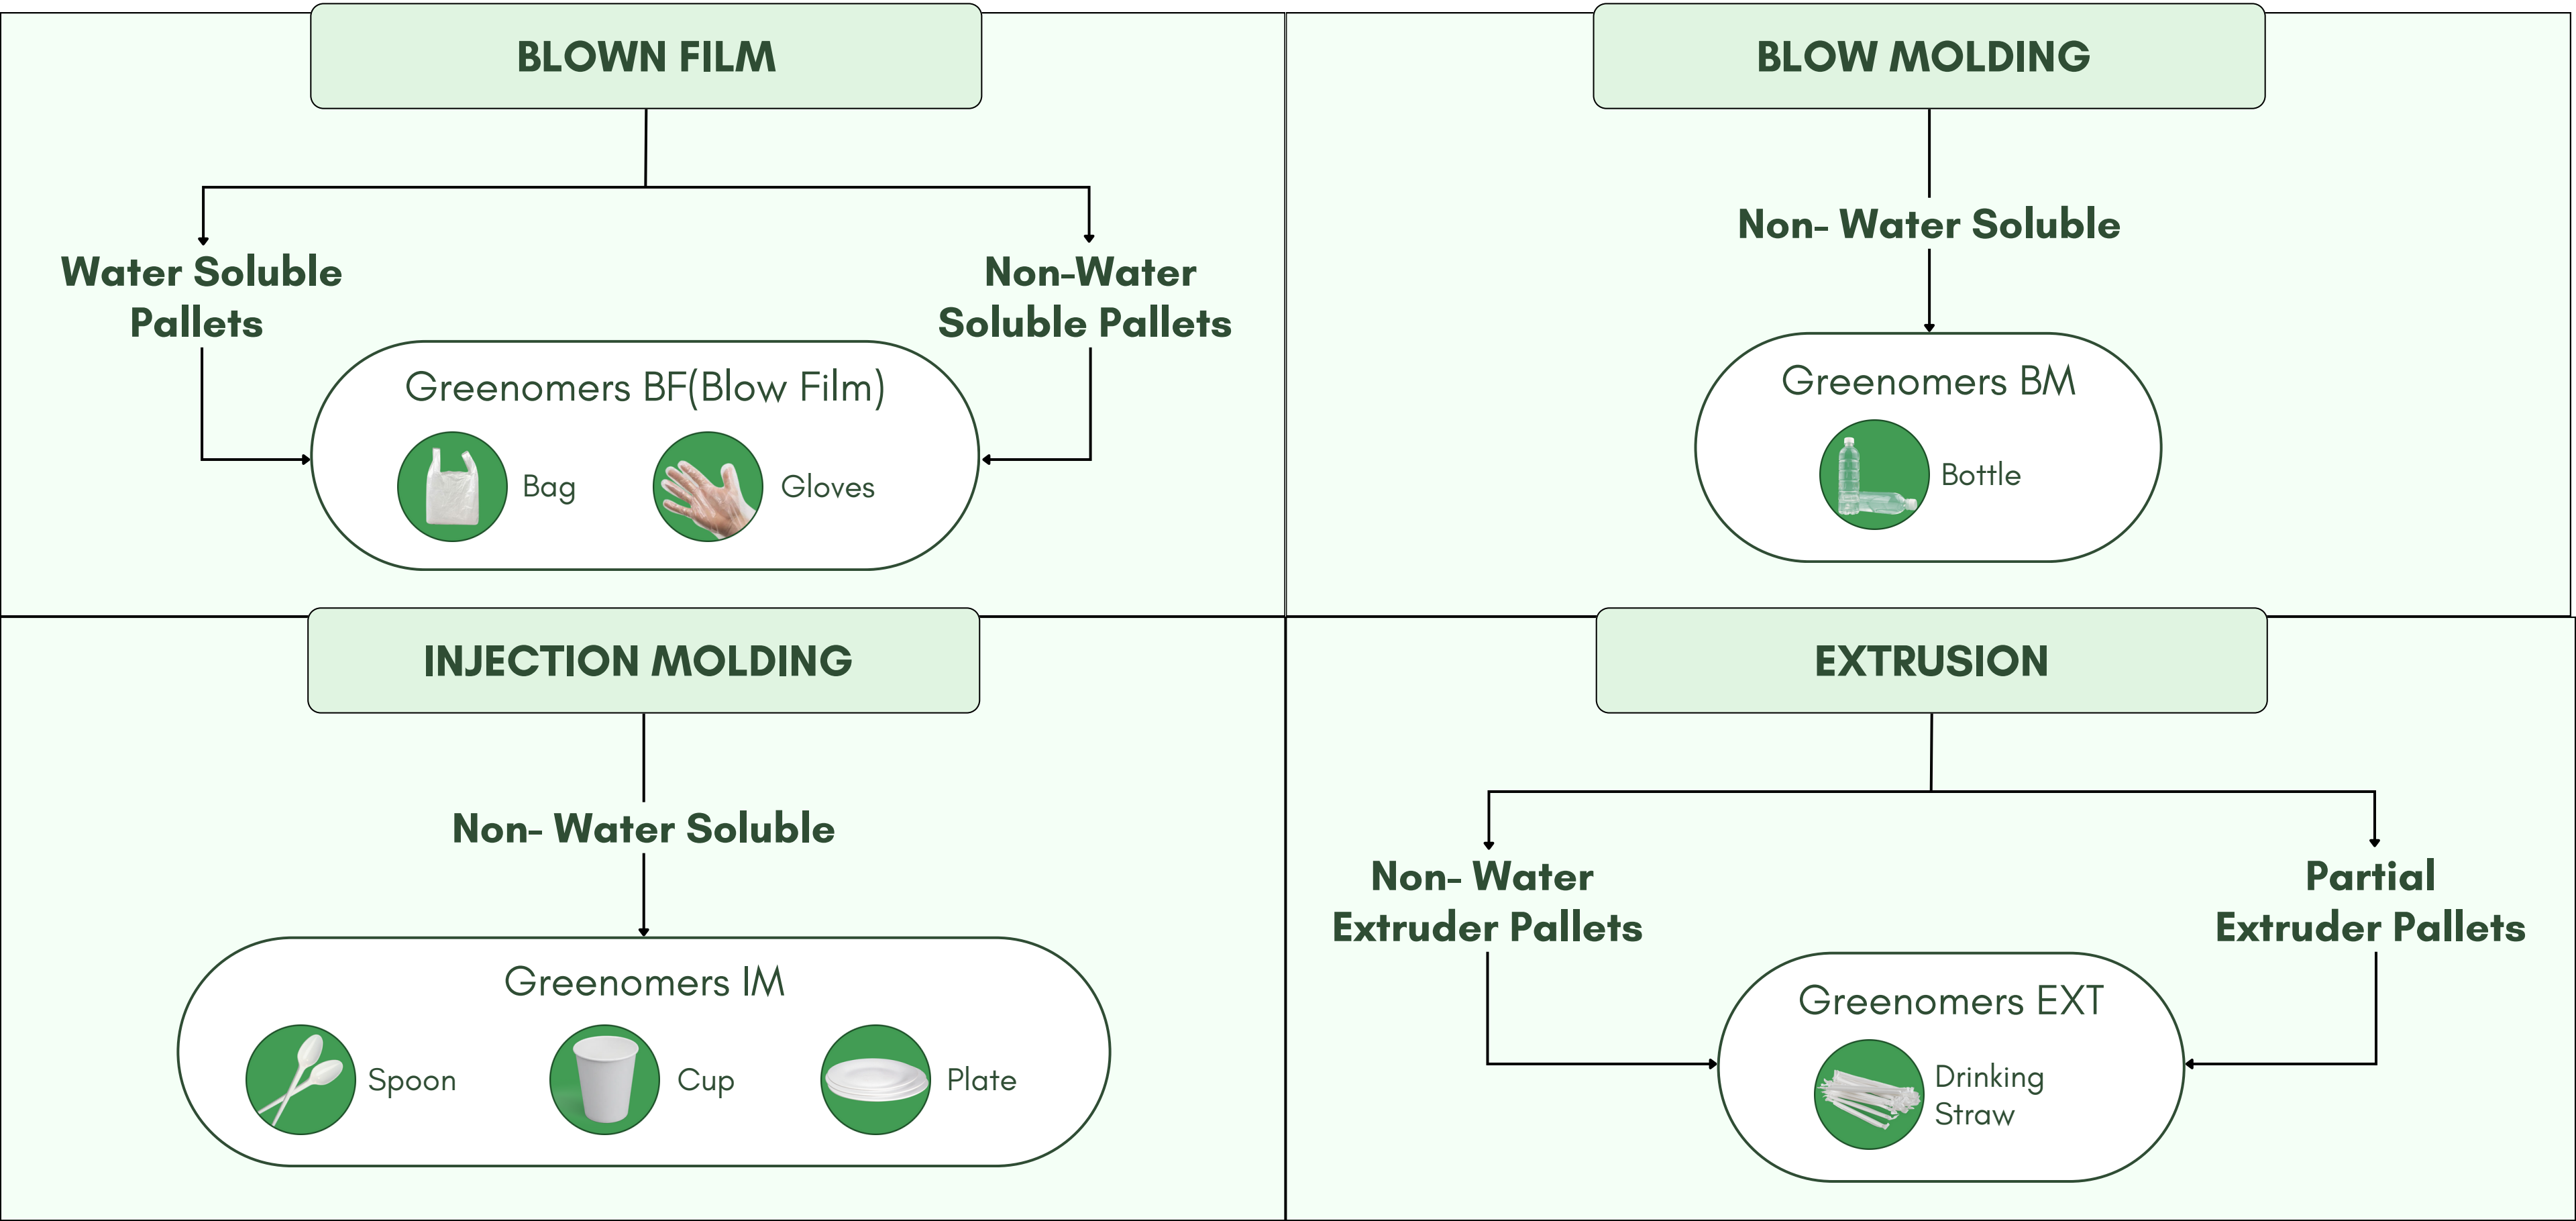 BLOWN FILM
Water Soluble
Pallets
Non-Water
Soluble Pallets
Greenomers BF(Blow Film)
Bag
Gloves
BLOW MOLDING
Non- Water Soluble
Greenomers BM
Bottle
INJECTION MOLDING
Non- Water Soluble
Greenomers IM
Spoon
Cup
Plate
EXTRUSION
Non- Water
Extruder Pallets
Partial
Extruder Pallets
Greenomers EXT
Drinking
Straw